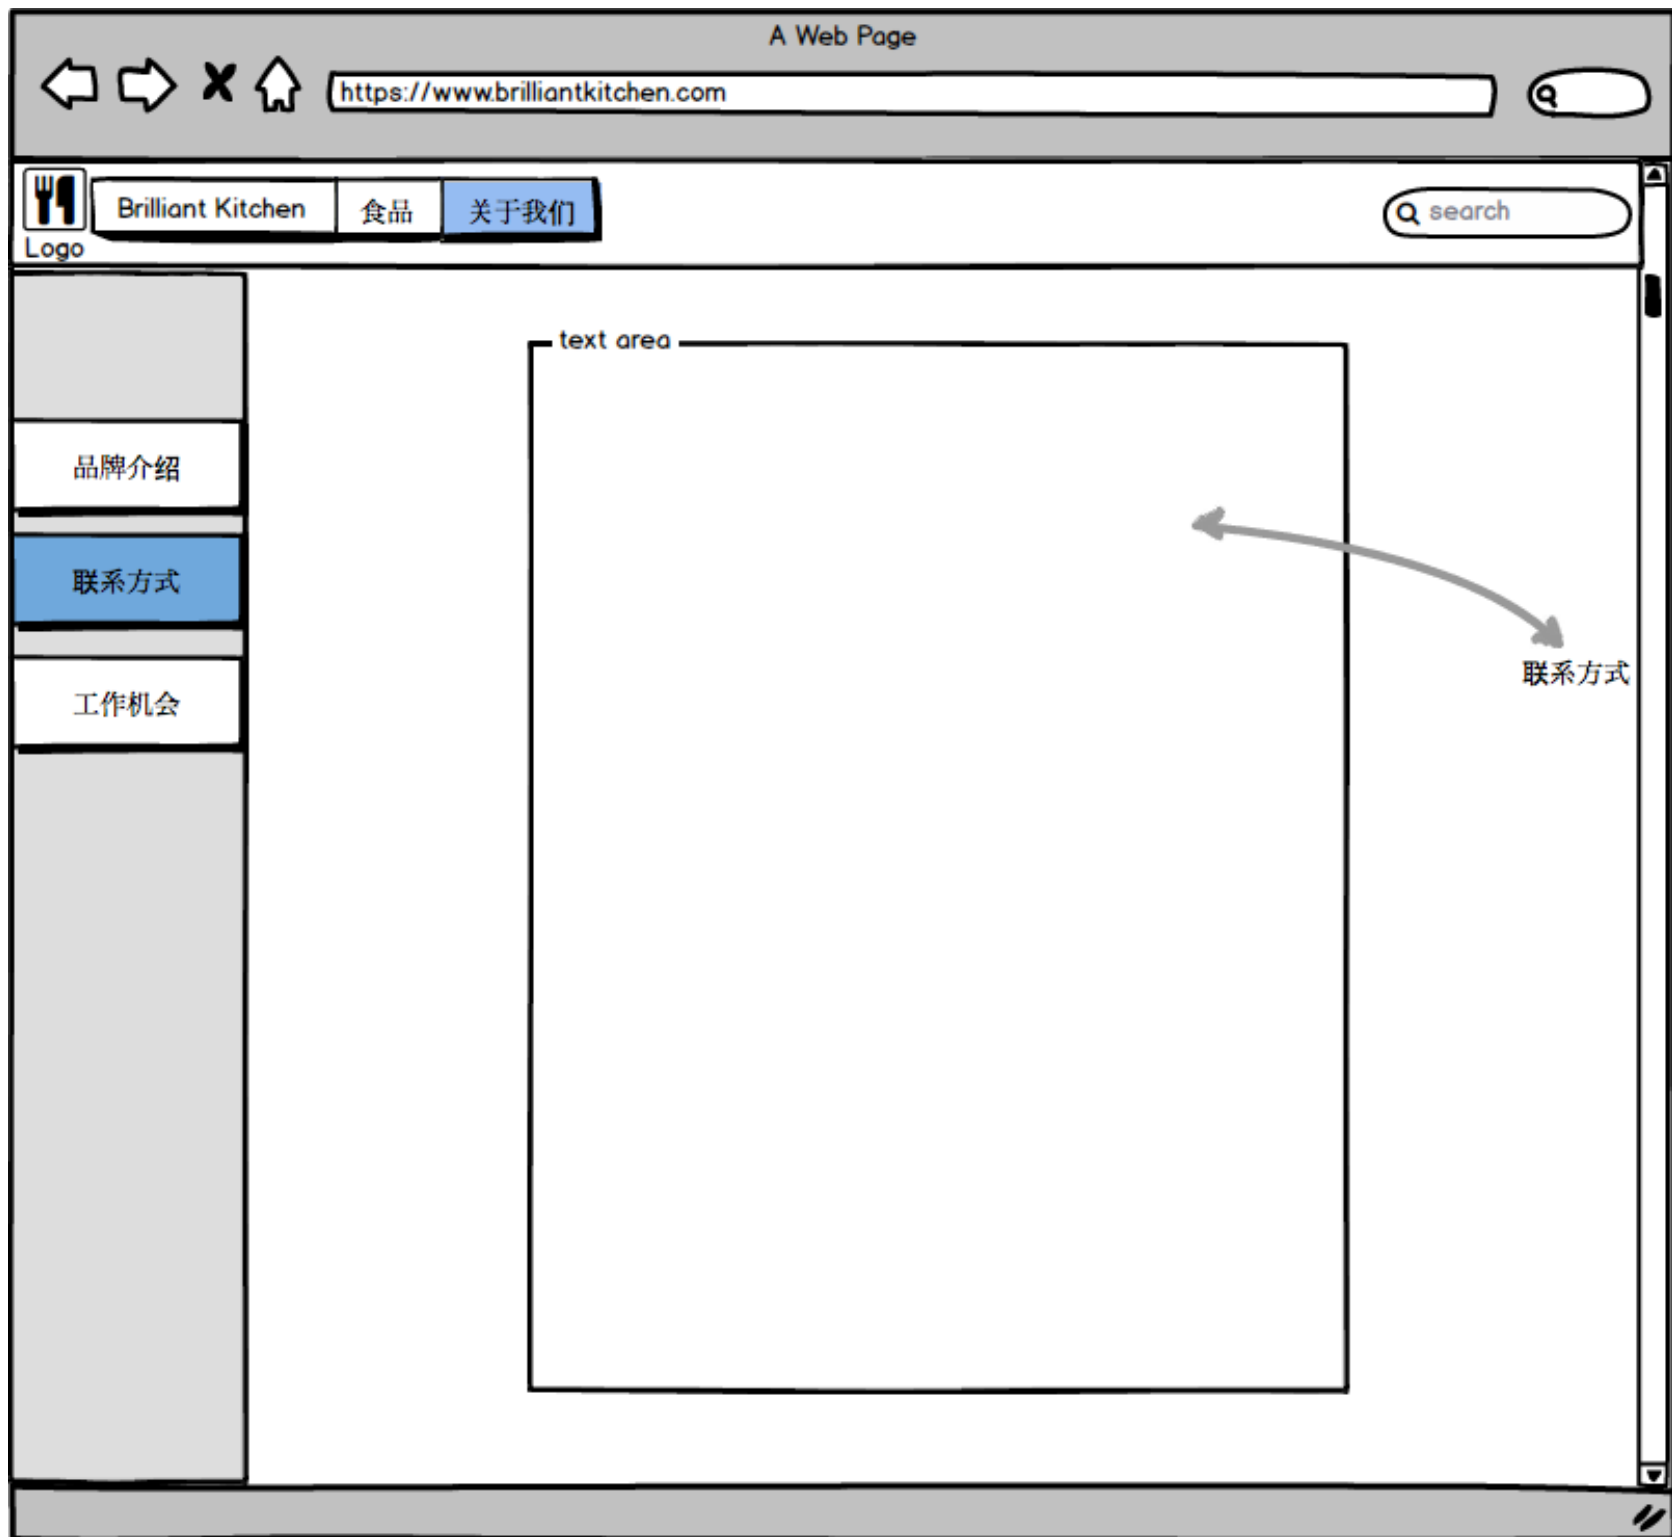 A Web Page
https://www.brilliantkitchen.com
Brilliant Kitchen
食品
关于我们
search
Logo
text area
品牌介绍
联系方式
联系方式
工作机会